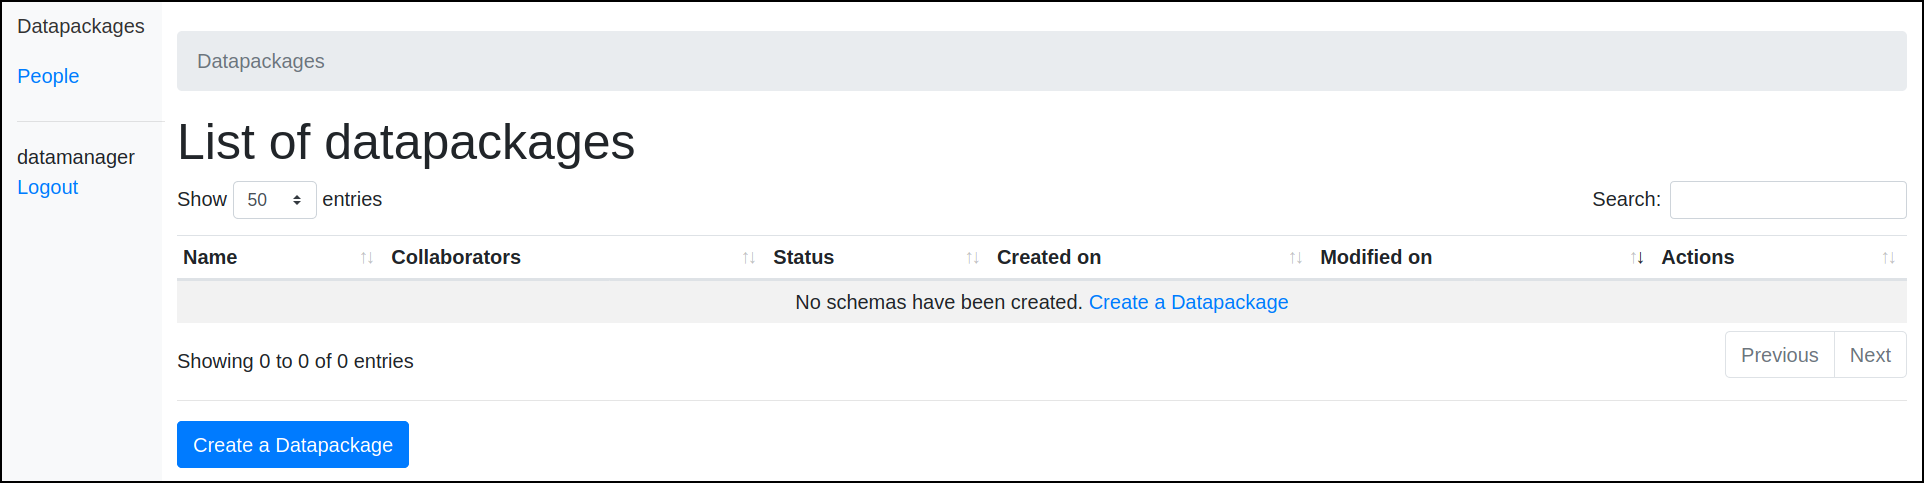 Datapackages
People
datamanager
Logout
Datapackages
List of datapackages
Show 50 entries
Search:
Name Collaborators Status Created on Modified on Actions
No schemas have been created. Create a Datapackage
Showing 0 to 0 of 0 entries
Previous Next
Create a Datapackage